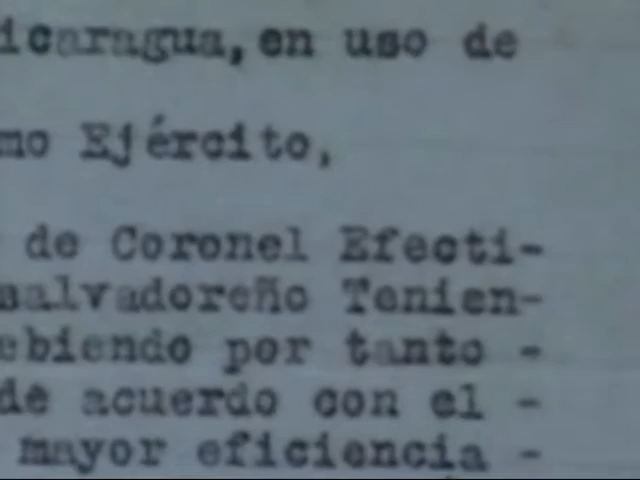 icaragua, en uso de
mo Ejército,
de Coronel Efecti-
salvadoreño Tenien-
ebiendo por tanto -
de acuerdo con el -
mayor eficiencia -